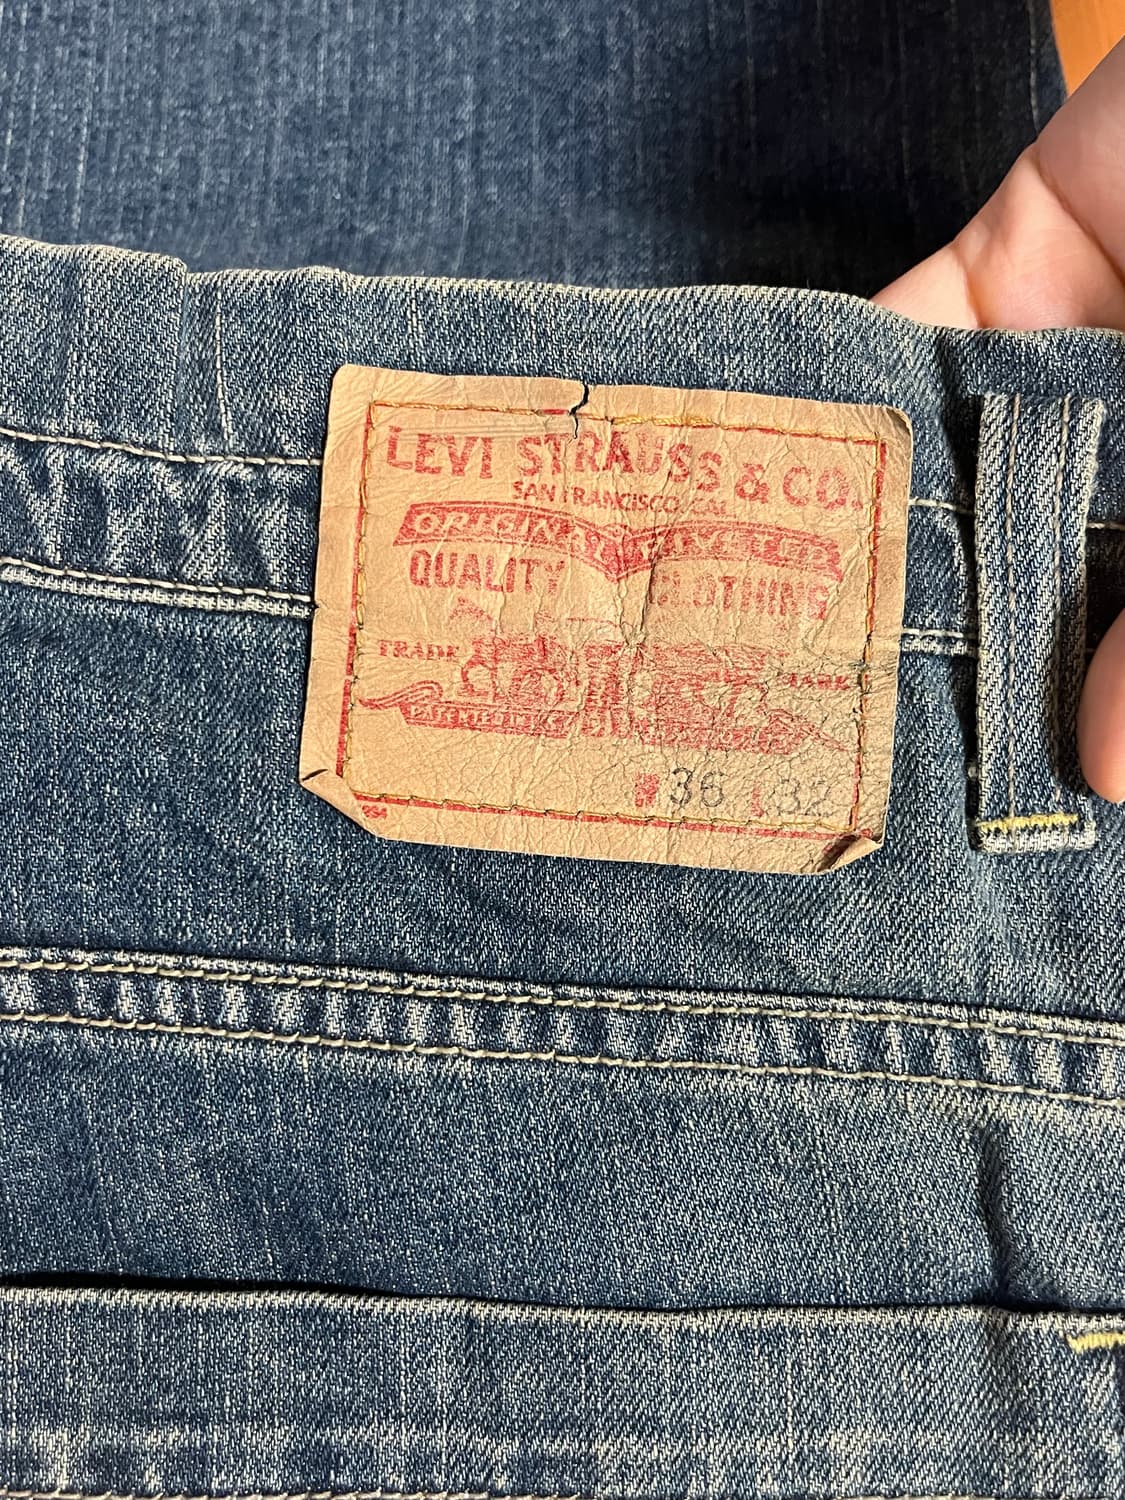 LEVI STRAUSS & CO.
SAN FRANCISCO CAL
ORIGINAL RIVETED
QUALITY CLOTHING
TRADE MARK
W 36 L 32